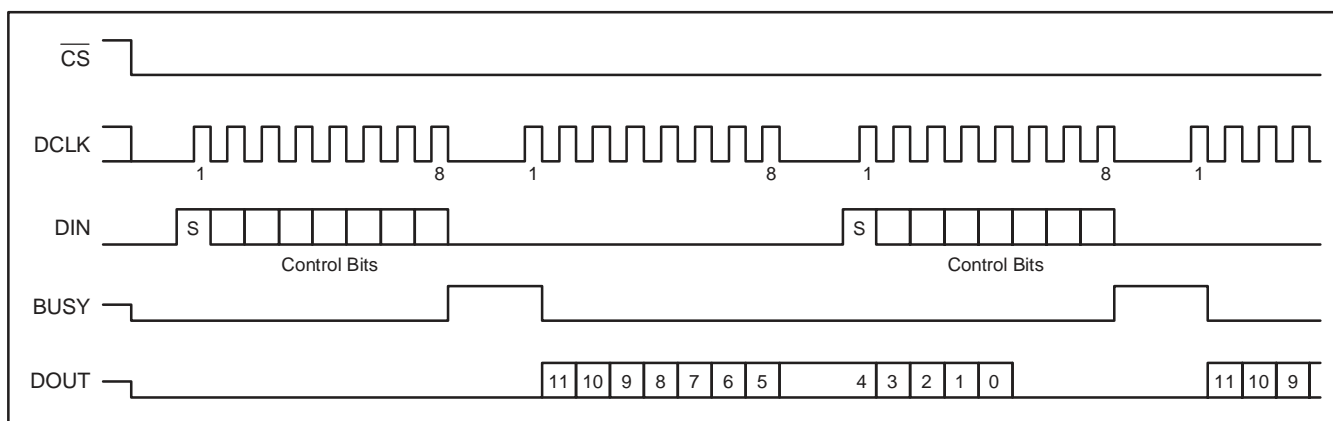 CS
DCLK
1 8 1 8 1 8 1
DIN
S S
Control Bits Control Bits
BUSY
DOUT
11 10 9 8 7 6 5 4 3 2 1 0 11 10 9